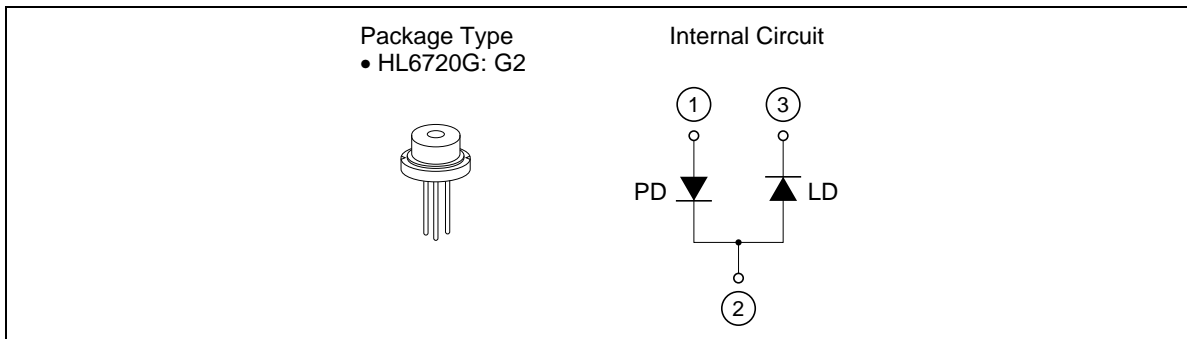 Package Type
• HL6720G: G2
Internal Circuit
1 3
PD LD
2